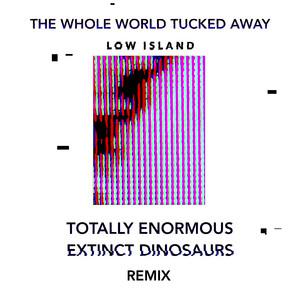 THE WHOLE WORLD TUCKED AWAY
LOW ISLAND
TOTALLY ENORMOUS
EXTINCT DINOSAURS
REMIX